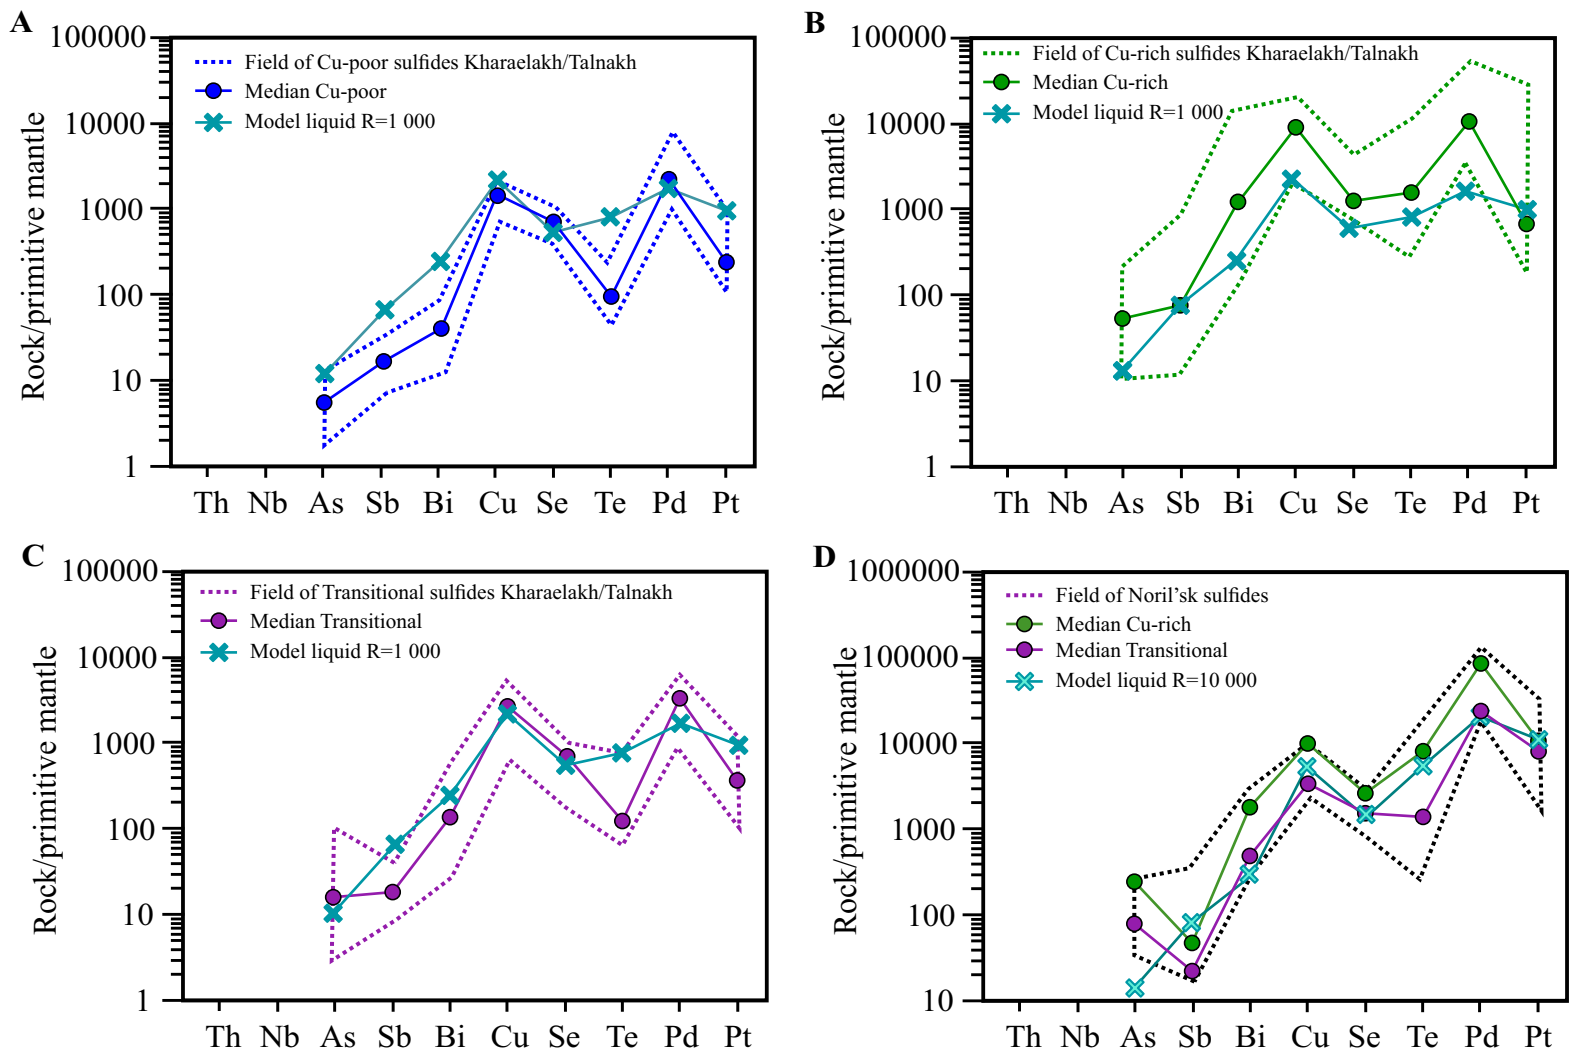 A
100000
10000
1000
100
10
1
Rock/primitive mantle
Field of Cu-poor sulfides Kharaelakh/Talnakh
Median Cu-poor
Model liquid R=1 000
Th Nb As Sb Bi Cu Se Te Pd Pt
B
100000
10000
1000
100
10
1
Rock/primitive mantle
Field of Cu-rich sulfides Kharaelakh/Talnakh
Median Cu-rich
Model liquid R=1 000
Th Nb As Sb Bi Cu Se Te Pd Pt
C
100000
10000
1000
100
10
1
Rock/primitive mantle
Field of Transitional sulfides Kharaelakh/Talnakh
Median Transitional
Model liquid R=1 000
Th Nb As Sb Bi Cu Se Te Pd Pt
D
1000000
100000
10000
1000
100
10
Rock/primitive mantle
Field of Noril'sk sulfides
Median Cu-rich
Median Transitional
Model liquid R=10 000
Th Nb As Sb Bi Cu Se Te Pd Pt